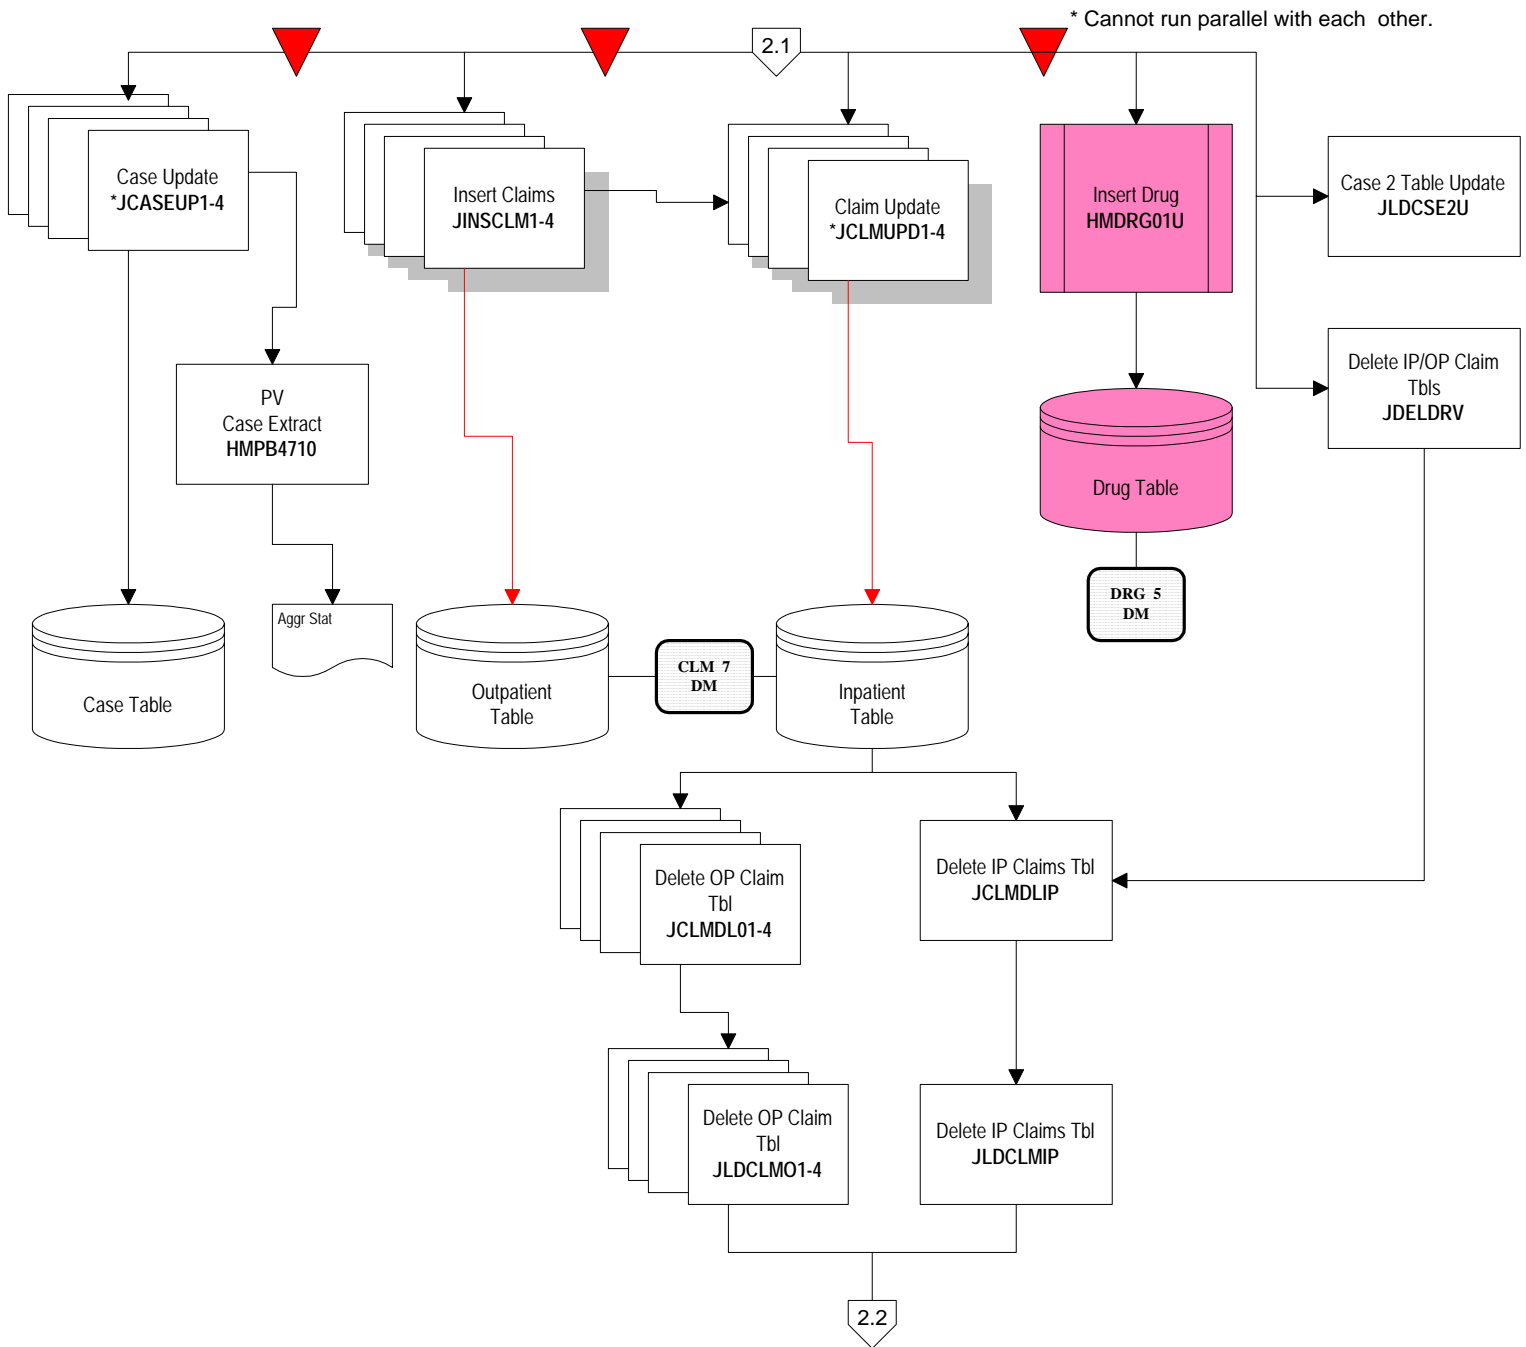 * Cannot run parallel with each other.
2.1
Case Update
*JCASEUP1-4
Insert Claims
JINSCLM1-4
Claim Update
*JCLMUPD1-4
Insert Drug
HMDRG01U
Case 2 Table Update
JLDCSE2U
PV
Case Extract
HMPB4710
Delete IP/OP Claim
Tbls
JDELDRV
Drug Table
DRG 5
DM
Aggr Stat
Case Table
Outpatient
Table
CLM 7
DM
Inpatient
Table
Delete OP Claim
Tbl
JCLMDL01-4
Delete IP Claims Tbl
JCLMDLIP
Delete OP Claim
Tbl
JLDCLMO1-4
Delete IP Claims Tbl
JLDCLMIP
2.2